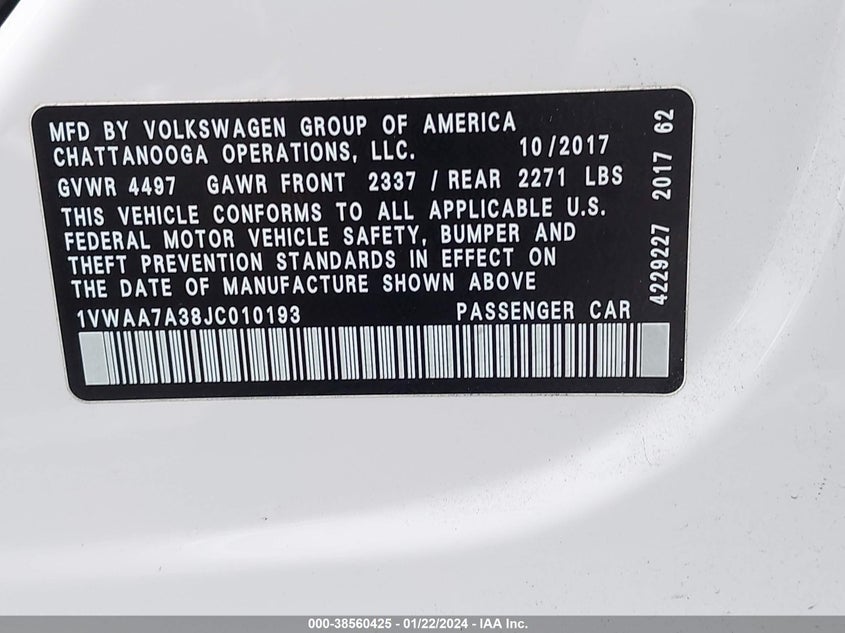 MFD BY VOLKSWAGEN GROUP OF AMERICA
CHATTANOOGA OPERATIONS, LLC. 10/2017
GVWR 4497 GAWR FRONT 2337 / REAR 2271 LBS
THIS VEHICLE CONFORMS TO ALL APPLICABLE U.S.
FEDERAL MOTOR VEHICLE SAFETY, BUMPER AND
THEFT PREVENTION STANDARDS IN EFFECT ON
THE DATE OF MANUFACTURE SHOWN ABOVE
1VWAA7A38JC010193 PASSENGER CAR
4229227 2017 62
000-38560425 - 01/22/2024 - IAA Inc.